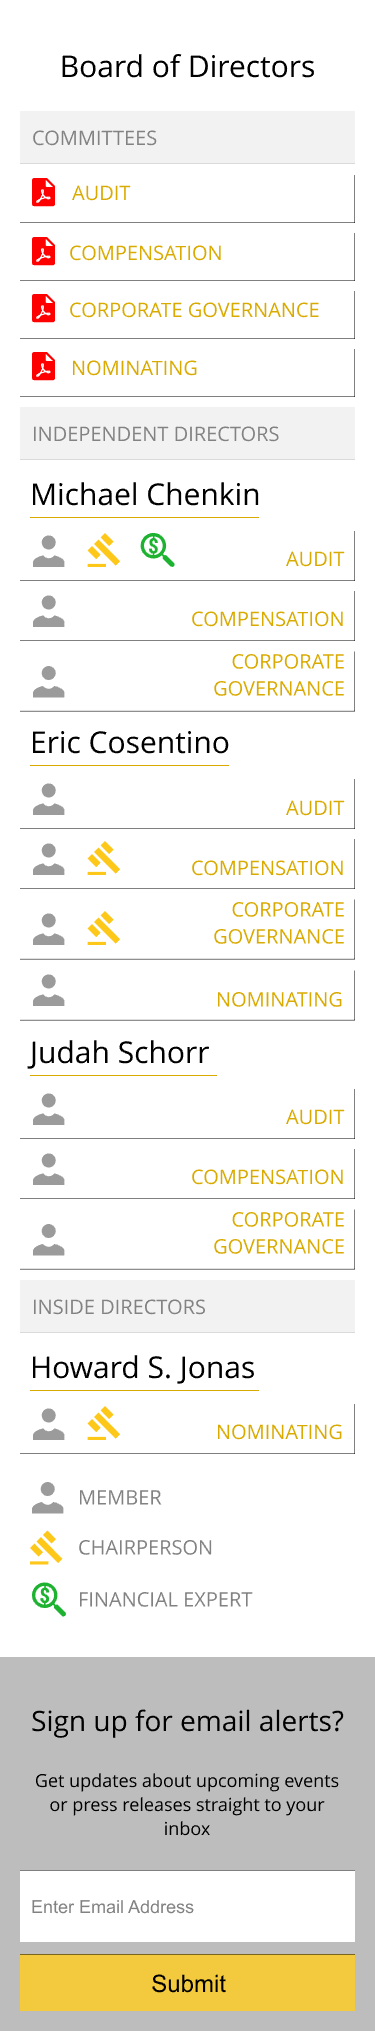 Board of Directors
COMMITTEES
AUDIT
COMPENSATION
CORPORATE GOVERNANCE
NOMINATING
INDEPENDENT DIRECTORS
Michael Chenkin
AUDIT
COMPENSATION
CORPORATE
GOVERNANCE
Eric Cosentino
AUDIT
COMPENSATION
CORPORATE
GOVERNANCE
NOMINATING
Judah Schorr
AUDIT
COMPENSATION
CORPORATE
GOVERNANCE
INSIDE DIRECTORS
Howard S. Jonas
NOMINATING
MEMBER
CHAIRPERSON
FINANCIAL EXPERT
Sign up for email alerts?
Get updates about upcoming events
or press releases straight to your
inbox
Enter Email Address
Submit